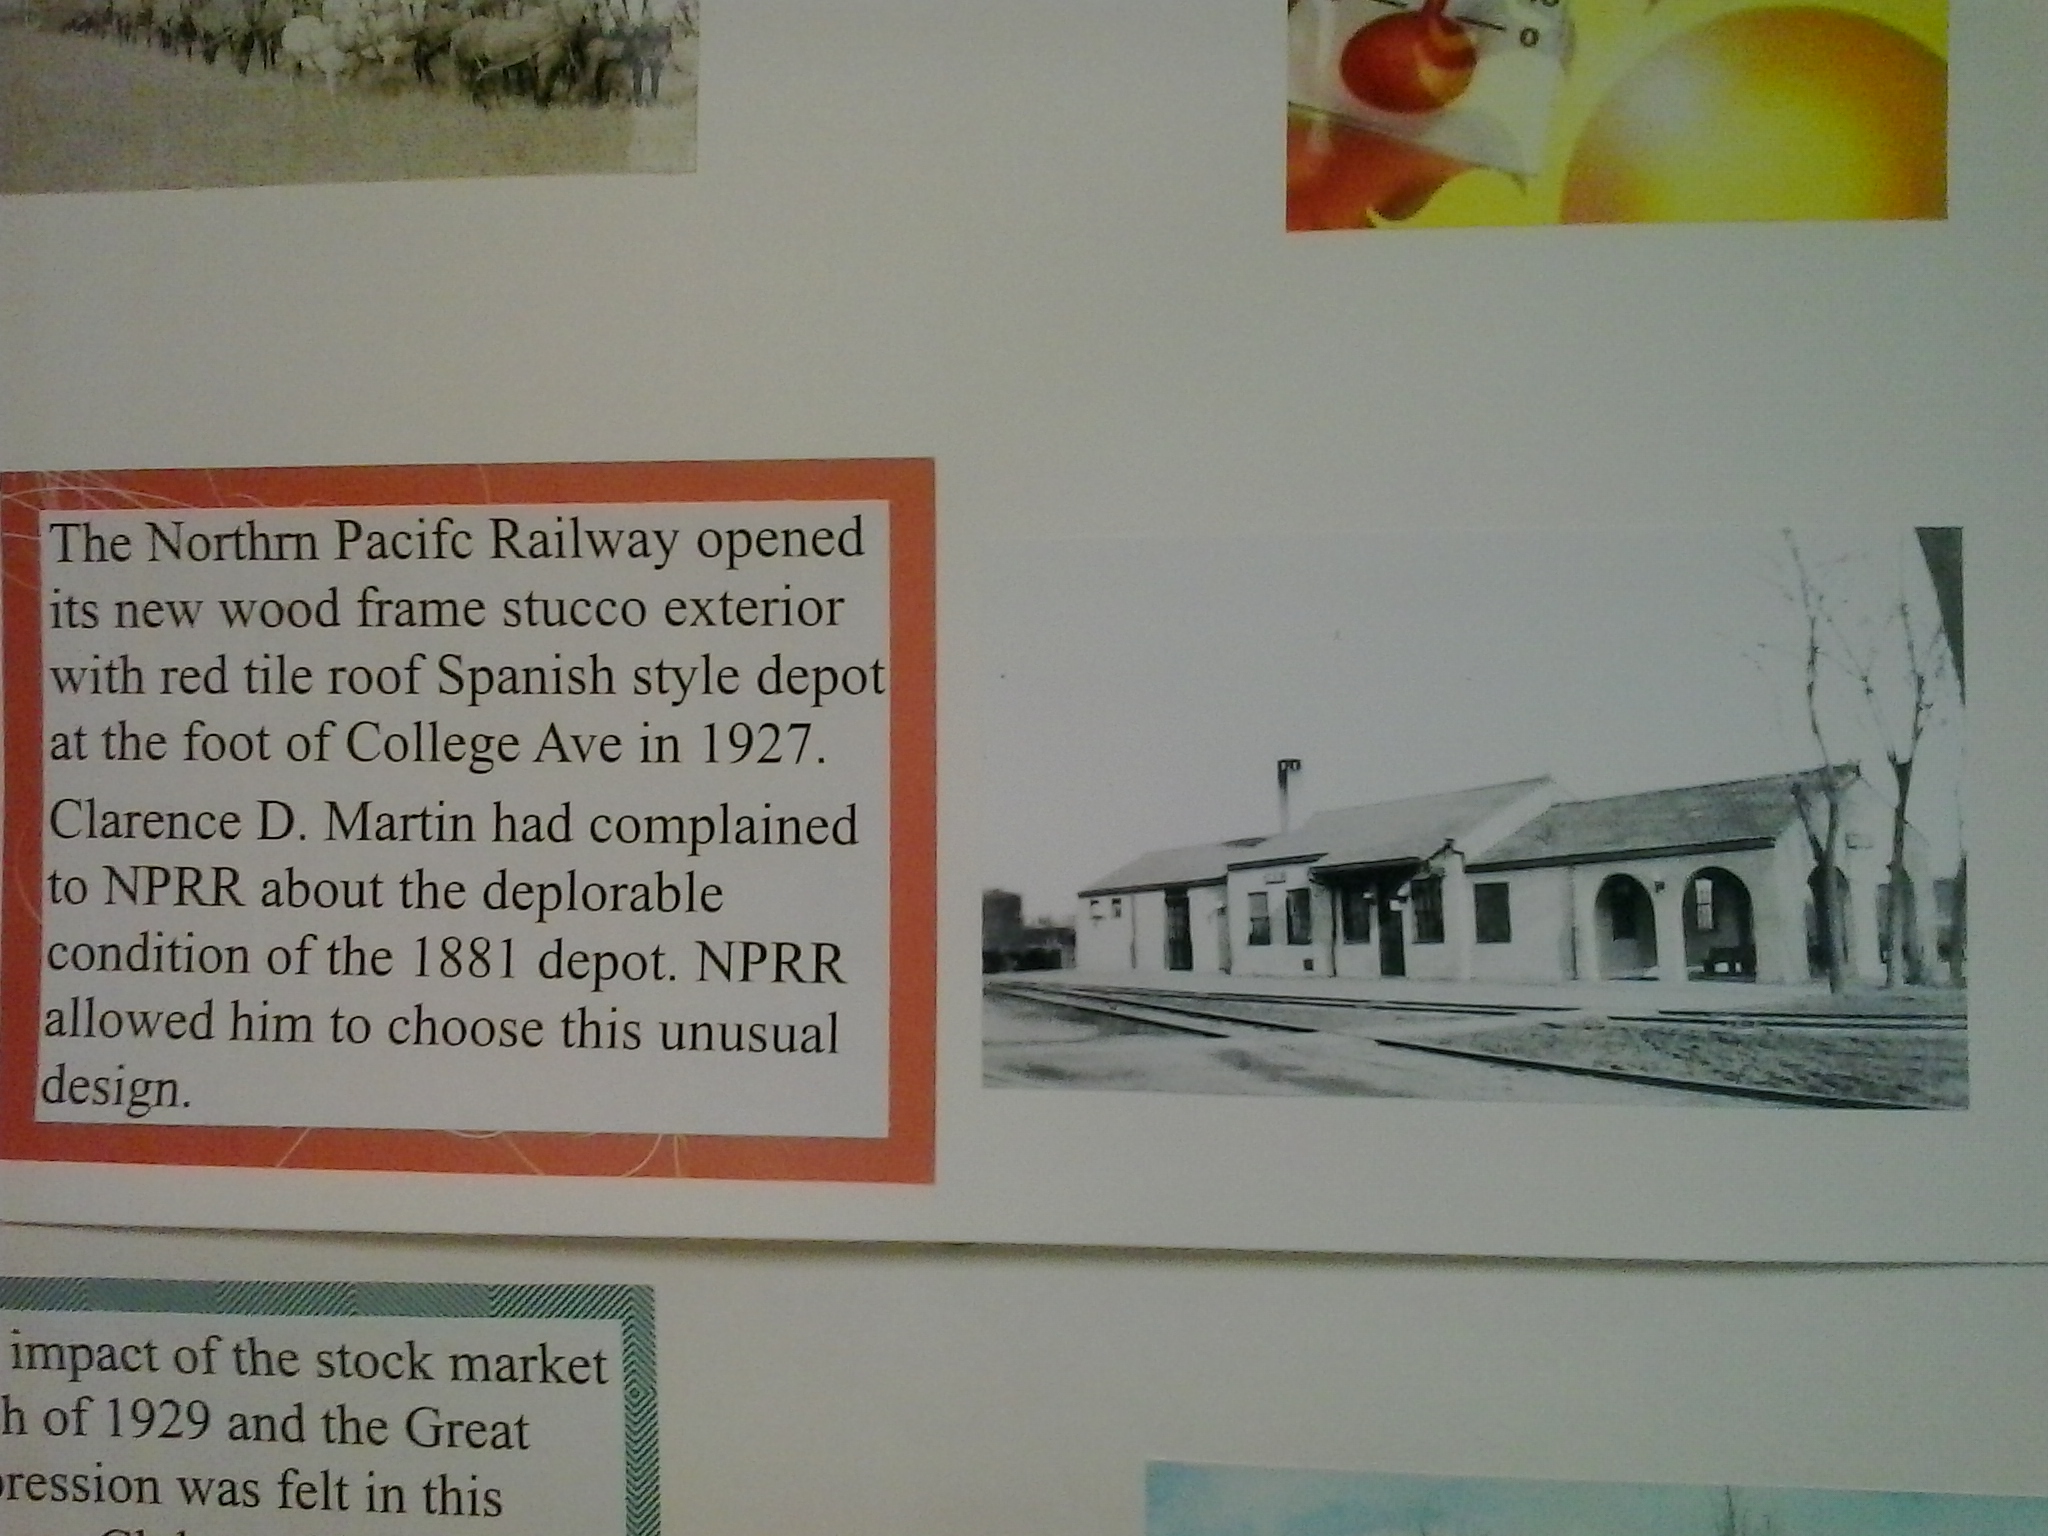 0
The Northrn Pacifc Railway opened
its new wood frame stucco exterior
with red tile roof Spanish style depot
at the foot of College Ave in 1927.
Clarence D. Martin had complained
to NPRR about the deplorable
condition of the 1881 depot. NPRR
allowed him to choose this unusual
design.
impact of the stock market
h of 1929 and the Great
pression was felt in this